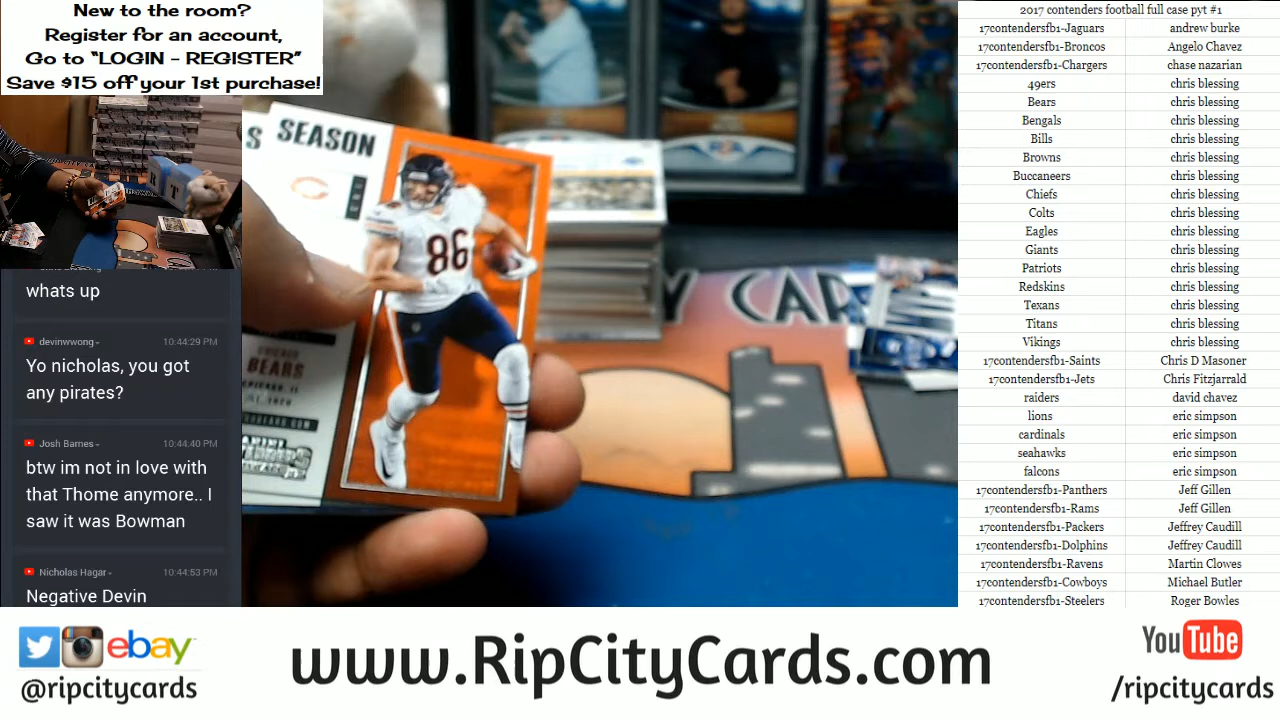 New to the room?
Register for an account,
Go to “LOGIN - REGISTER”
Save $15 off your 1st purchase!
whats up
devinwwong
10:44:29 PM
Yo nicholas, you got
any pirates?
Josh Barnes
10:44:40 PM
btw im not in love with
that Thome anymore.. I
saw it was Bowman
Nicholas Hagar
10:44:53 PM
Negative Devin
S SEASON
86
BEARS
Y CAR
2017 contenders football full case pyt #1
17contendersfb1-Jaguars andrew burke
17contendersfb1-Broncos Angelo Chavez
17contendersfb1-Chargers chase nazarian
49ers chris blessing
Bears chris blessing
Bengals chris blessing
Bills chris blessing
Browns chris blessing
Buccaneers chris blessing
Chiefs chris blessing
Colts chris blessing
Eagles chris blessing
Giants chris blessing
Patriots chris blessing
Redskins chris blessing
Texans chris blessing
Titans chris blessing
Vikings chris blessing
17contendersfb1-Saints Chris D Masoner
17contendersfb1-Jets Chris Fitzjarrald
raiders david chavez
lions eric simpson
cardinals eric simpson
seahawks eric simpson
falcons eric simpson
17contendersfb1-Panthers Jeff Gillen
17contendersfb1-Rams Jeff Gillen
17contendersfb1-Packers Jeffrey Caudill
17contendersfb1-Dolphins Jeffrey Caudill
17contendersfb1-Ravens Martin Clowes
17contendersfb1-Cowboys Michael Butler
17contendersfb1-Steelers Roger Bowles
ebay
@ripcitycards
www.RipCityCards.com
YouTube
/ripcitycards